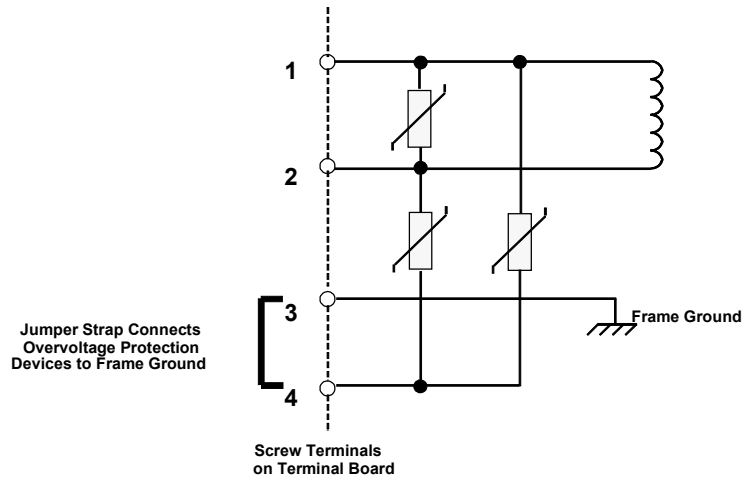 1
2
3
Frame Ground
Jumper Strap Connects
Overvoltage Protection
Devices to Frame Ground
4
Screw Terminals
on Terminal Board